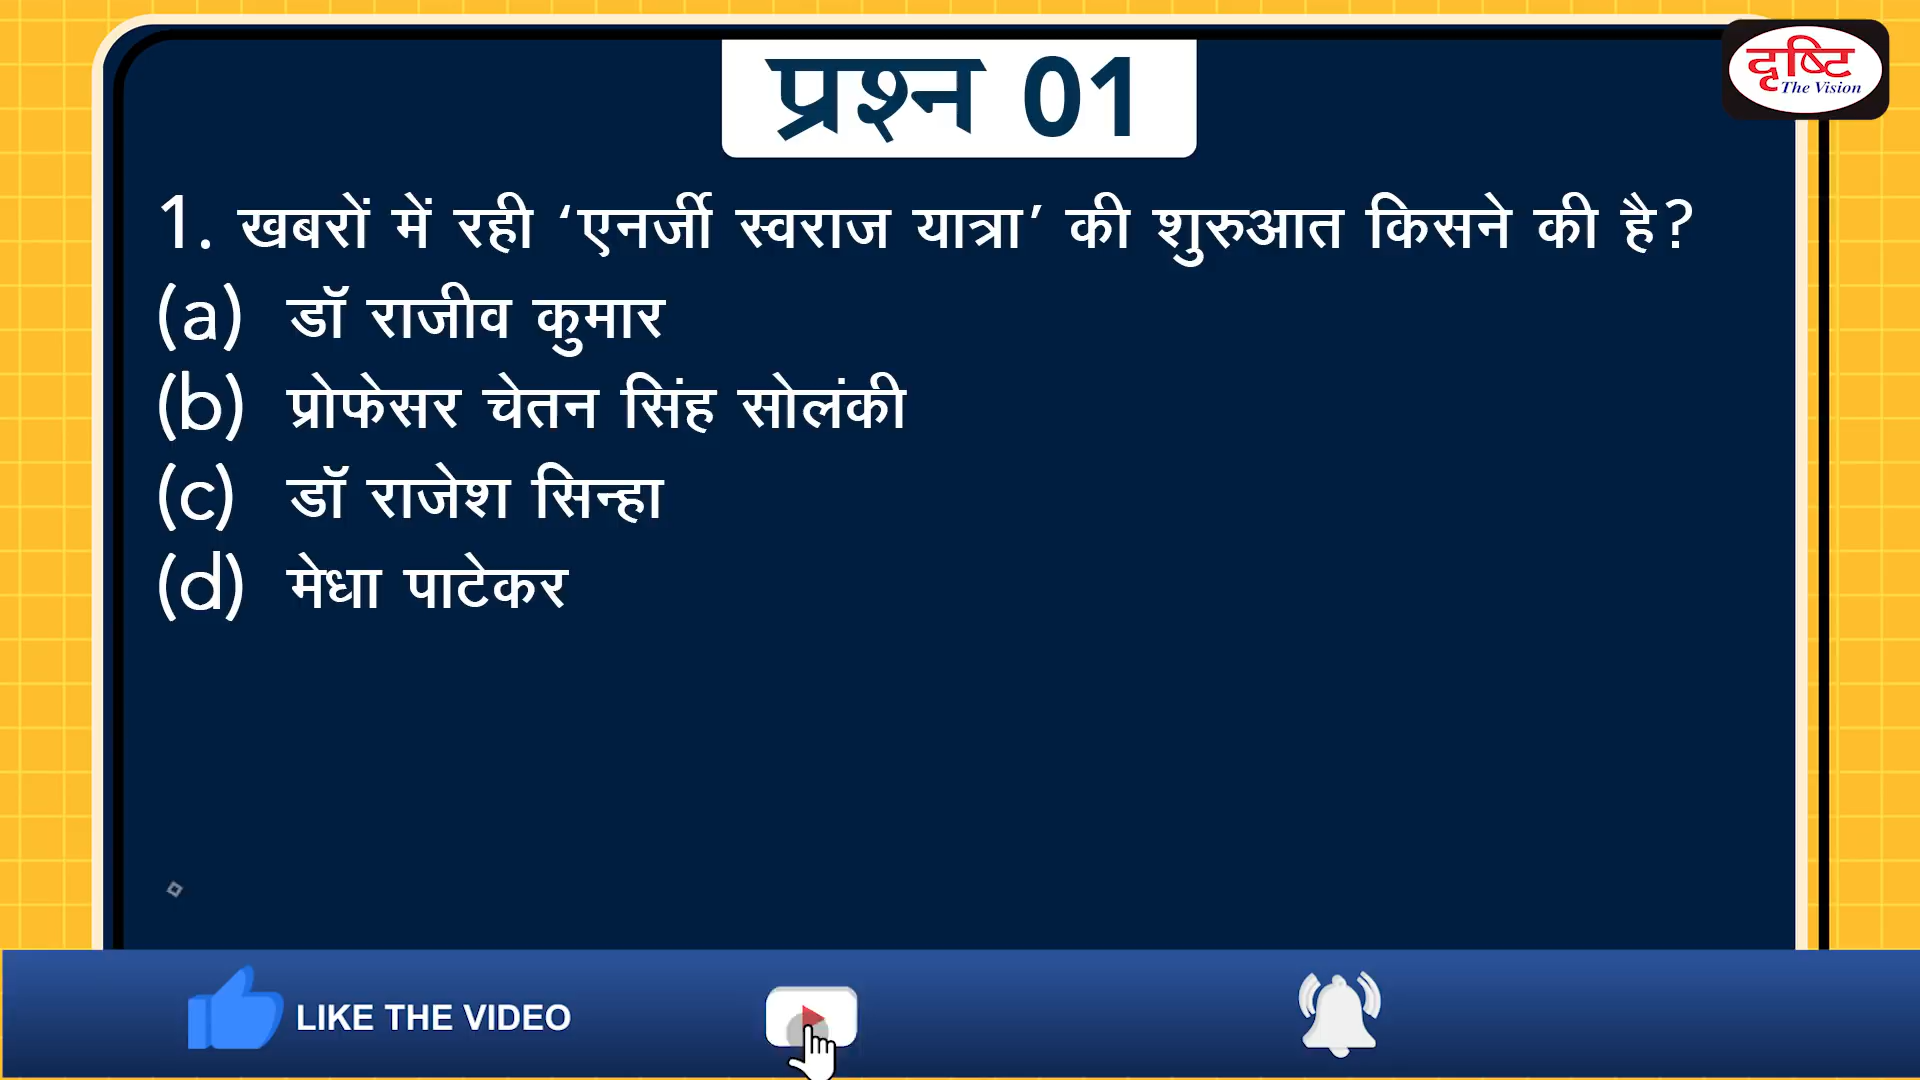 प्रश्न 01
दृष्टि
The Vision
1. खबरों में रही ‘एनर्जी स्वराज यात्रा’ की शुरुआत किसने की है?
(a) डॉ राजीव कुमार
(b) प्रोफेसर चेतन सिंह सोलंकी
(c) डॉ राजेश सिन्हा
(d) मेधा पाटेकर
LIKE THE VIDEO